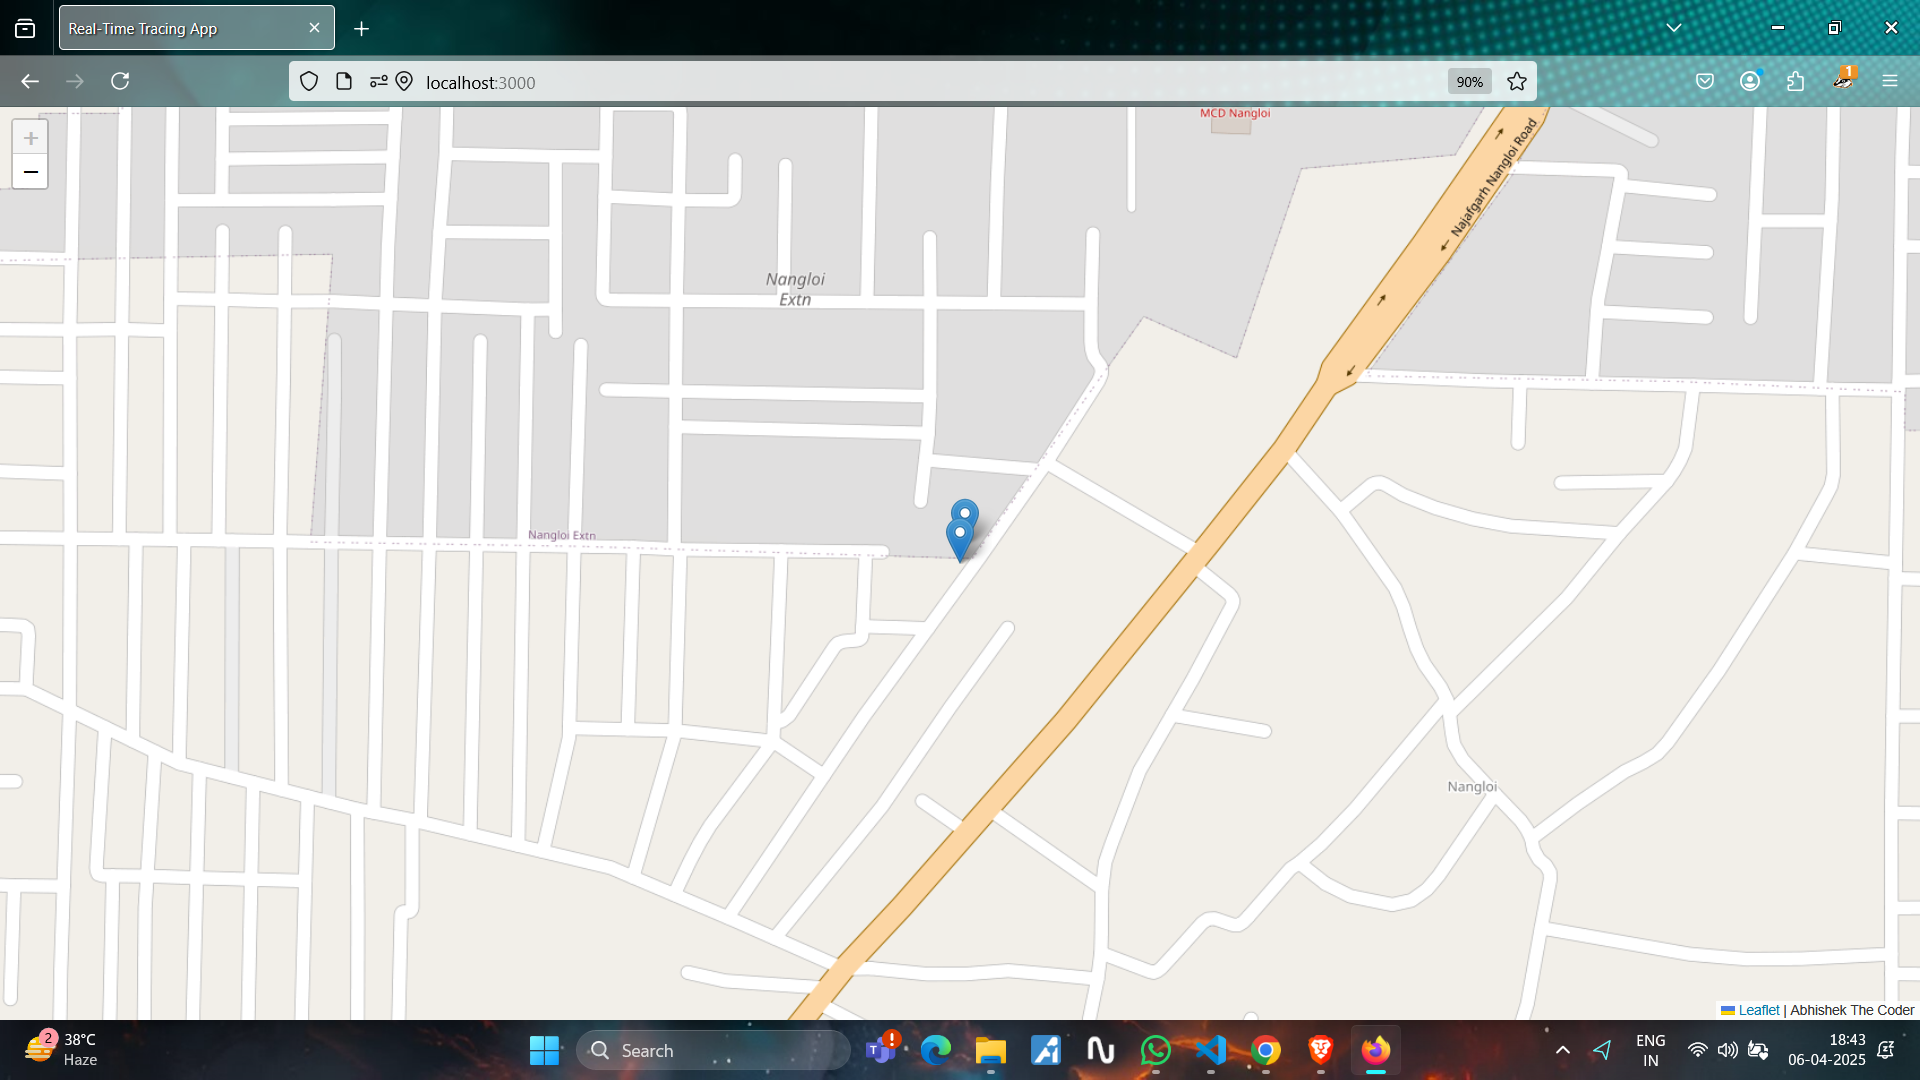 Real-Time Tracing App
localhost:3000
90%
1
+
−
MCD Nangloi
Najafgarh Nangloi Road
Nangloi
Extn
Nangloi Extn
Nangloi
Leaflet | Abhishek The Coder
2
38°C
Haze
Search
T
ENG
IN
18:43
06-04-2025